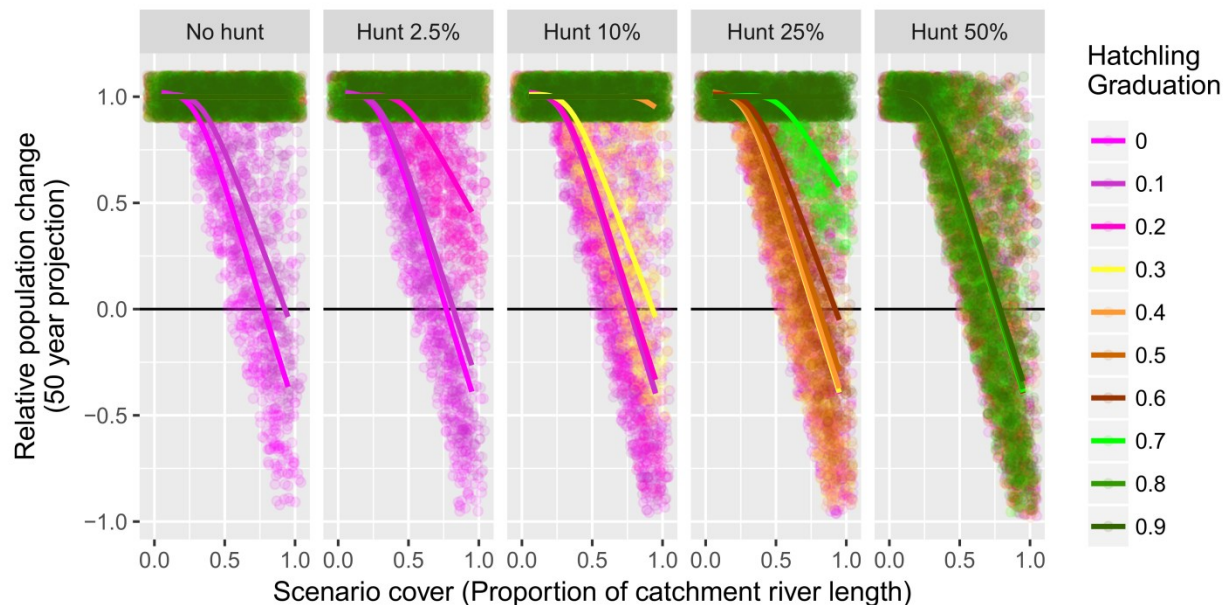 No hunt
Hunt 2.5%
Hunt 10%
Hunt 25%
Hunt 50%
Relative population change
(50 year projection)
1.0
0.5
0.0
−0.5
−1.0
0.0 0.5 1.0
0.0 0.5 1.0
0.0 0.5 1.0
0.0 0.5 1.0
0.0 0.5 1.0
Scenario cover (Proportion of catchment river length)
Hatchling
Graduation
0
0.1
0.2
0.3
0.4
0.5
0.6
0.7
0.8
0.9